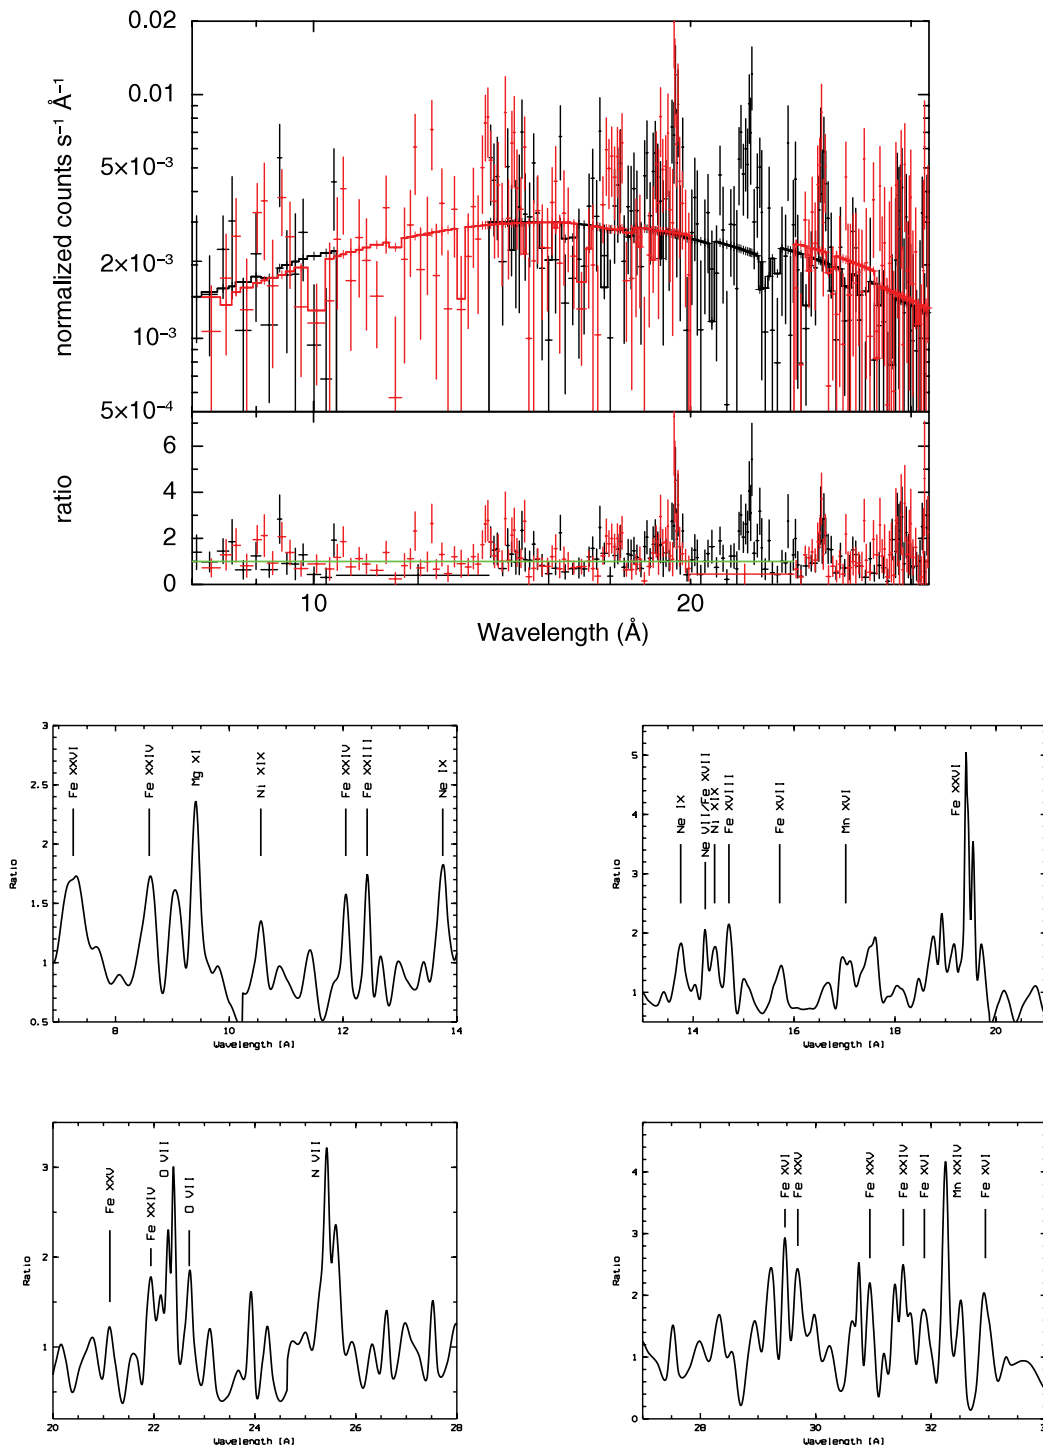 normalized counts s⁻¹ Å⁻¹
0.02
0.01
5×10⁻³
2×10⁻³
10⁻³
5×10⁻⁴
ratio
6
4
2
1
0
10
20
Wavelength (Å)
Ratio
3
2.5
2
1.5
1
0.5
Fe XXVI
Fe XXIV
Mg XI
Ni XIX
Fe XXIV
Fe XXIII
Ne IX
8
10
12
14
Wavelength [A]
Ratio
5
4
3
2
1
Ne IX
Ne VII/Fe XVII
Ni XIX
Fe XVIII
Fe XVII
Mn XVI
Fe XXVI
14
16
18
20
Wavelength [A]
Ratio
3
2
1
Fe XXV
Fe XXIV
O VII
O VII
N VII
20
22
24
26
28
Wavelength [A]
Ratio
4
3
2
1
0
Fe XVI
Fe XXV
Fe XXV
Fe XXIV
Fe XVI
Mn XXIV
Fe XVI
28
30
32
Wavelength [A]